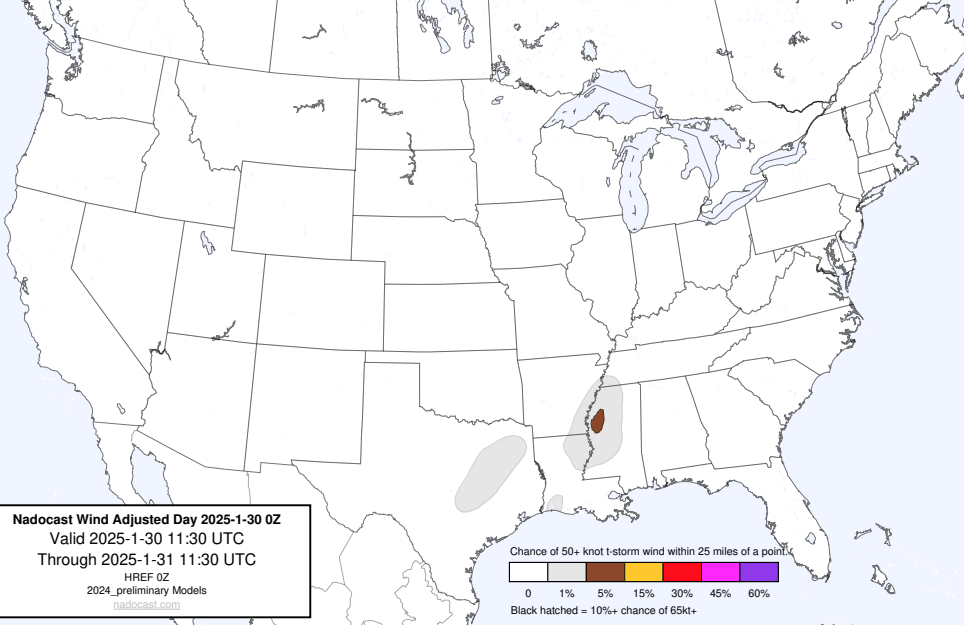 Nadocast Wind Adjusted Day 2025-1-30 0Z
Valid 2025-1-30 11:30 UTC
Through 2025-1-31 11:30 UTC
HREF 0Z
2024_preliminary Models
nadocast.com
Chance of 50+ knot t-storm wind within 25 miles of a point.
0 1% 5% 15% 30% 45% 60%
Black hatched = 10%+ chance of 65kt+